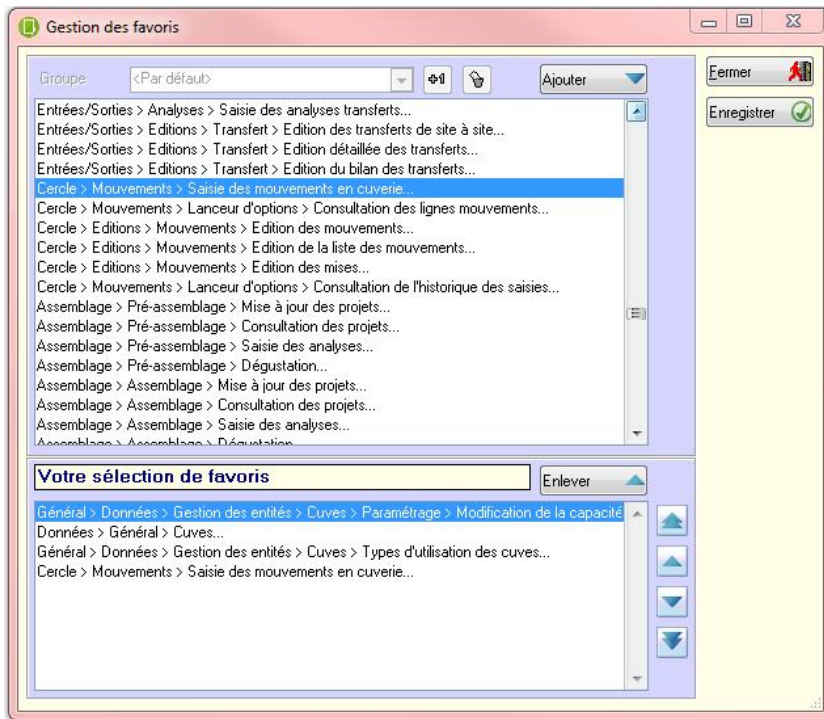 Gestion des favoris
Groupe <Par défaut> +1 Ajouter
Fermer
Enregistrer
Entrées/Sorties > Analyses > Saisie des analyses transferts...
Entrées/Sorties > Editions > Transfert > Edition des transferts de site à site...
Entrées/Sorties > Editions > Transfert > Edition détaillée des transferts...
Entrées/Sorties > Editions > Transfert > Edition du bilan des transferts...
Cercle > Mouvements > Saisie des mouvements en cuverie...
Cercle > Mouvements > Lanceur d'options > Consultation des lignes mouvements...
Cercle > Editions > Mouvements > Edition des mouvements...
Cercle > Editions > Mouvements > Edition de la liste des mouvements...
Cercle > Editions > Mouvements > Edition des mises...
Cercle > Mouvements > Lanceur d'options > Consultation de l'historique des saisies...
Assemblage > Pré-assemblage > Mise à jour des projets...
Assemblage > Pré-assemblage > Consultation des projets...
Assemblage > Pré-assemblage > Saisie des analyses...
Assemblage > Pré-assemblage > Dégustation...
Assemblage > Assemblage > Mise à jour des projets...
Assemblage > Assemblage > Consultation des projets...
Assemblage > Assemblage > Saisie des analyses...
Assemblage > Assemblage > Dégustation...
Votre sélection de favoris Enlever
Général > Données > Gestion des entités > Cuves > Paramétrage > Modification de la capacité
Données > Général > Cuves...
Général > Données > Gestion des entités > Cuves > Types d'utilisation des cuves...
Cercle > Mouvements > Saisie des mouvements en cuverie...